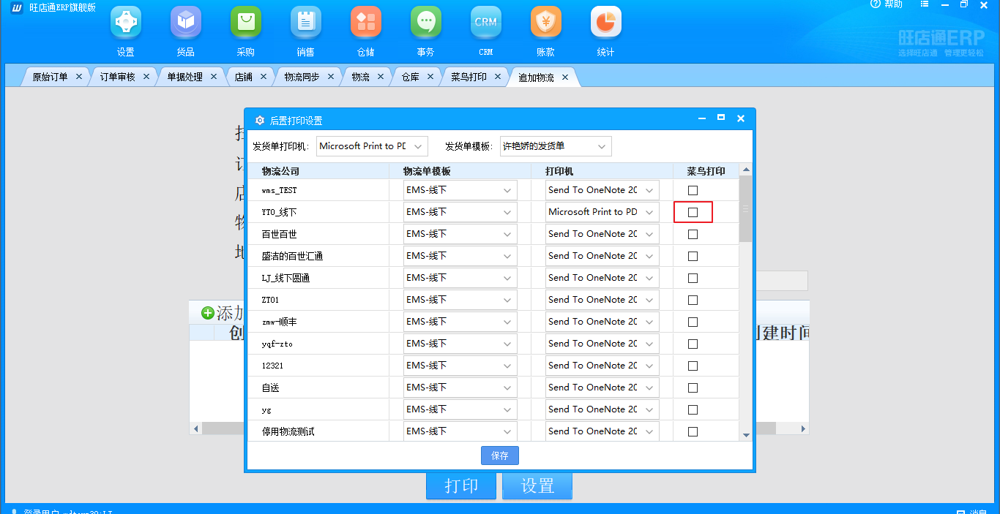 旺店通ERP旗舰版
帮助
设置 货品 采购 销售 仓储 事务 CRM CRM 账款 统计
旺店通ERP
选择旺店通 管理更轻松
原始订单 订单审核 单据处理 店铺 物流同步 物流 仓库 菜鸟打印 追加物流
后置打印设置
发货单打印机: Microsoft Print to PD 发货单模板: 许艳娇的发货单
物流公司 物流单模板 打印机 菜鸟打印
wms_TEST EMS-线下 Send To OneNote 20
YTO_线下 EMS-线下 Microsoft Print to PD
百世百世 EMS-线下 Send To OneNote 20
盛洁的百世汇通 EMS-线下 Send To OneNote 20
LJ_线下圆通 EMS-线下 Send To OneNote 20
ZTO1 EMS-线下 Send To OneNote 20
zmw-顺丰 EMS-线下 Send To OneNote 20
yqf-zto EMS-线下 Send To OneNote 20
12321 EMS-线下 Send To OneNote 20
自送 EMS-线下 Send To OneNote 20
yg EMS-线下 Send To OneNote 20
停用物流测试 EMS-线下 Send To OneNote 20
保存
店
物
地
添加
创 创建时间
打印 设置
登录用户 消息